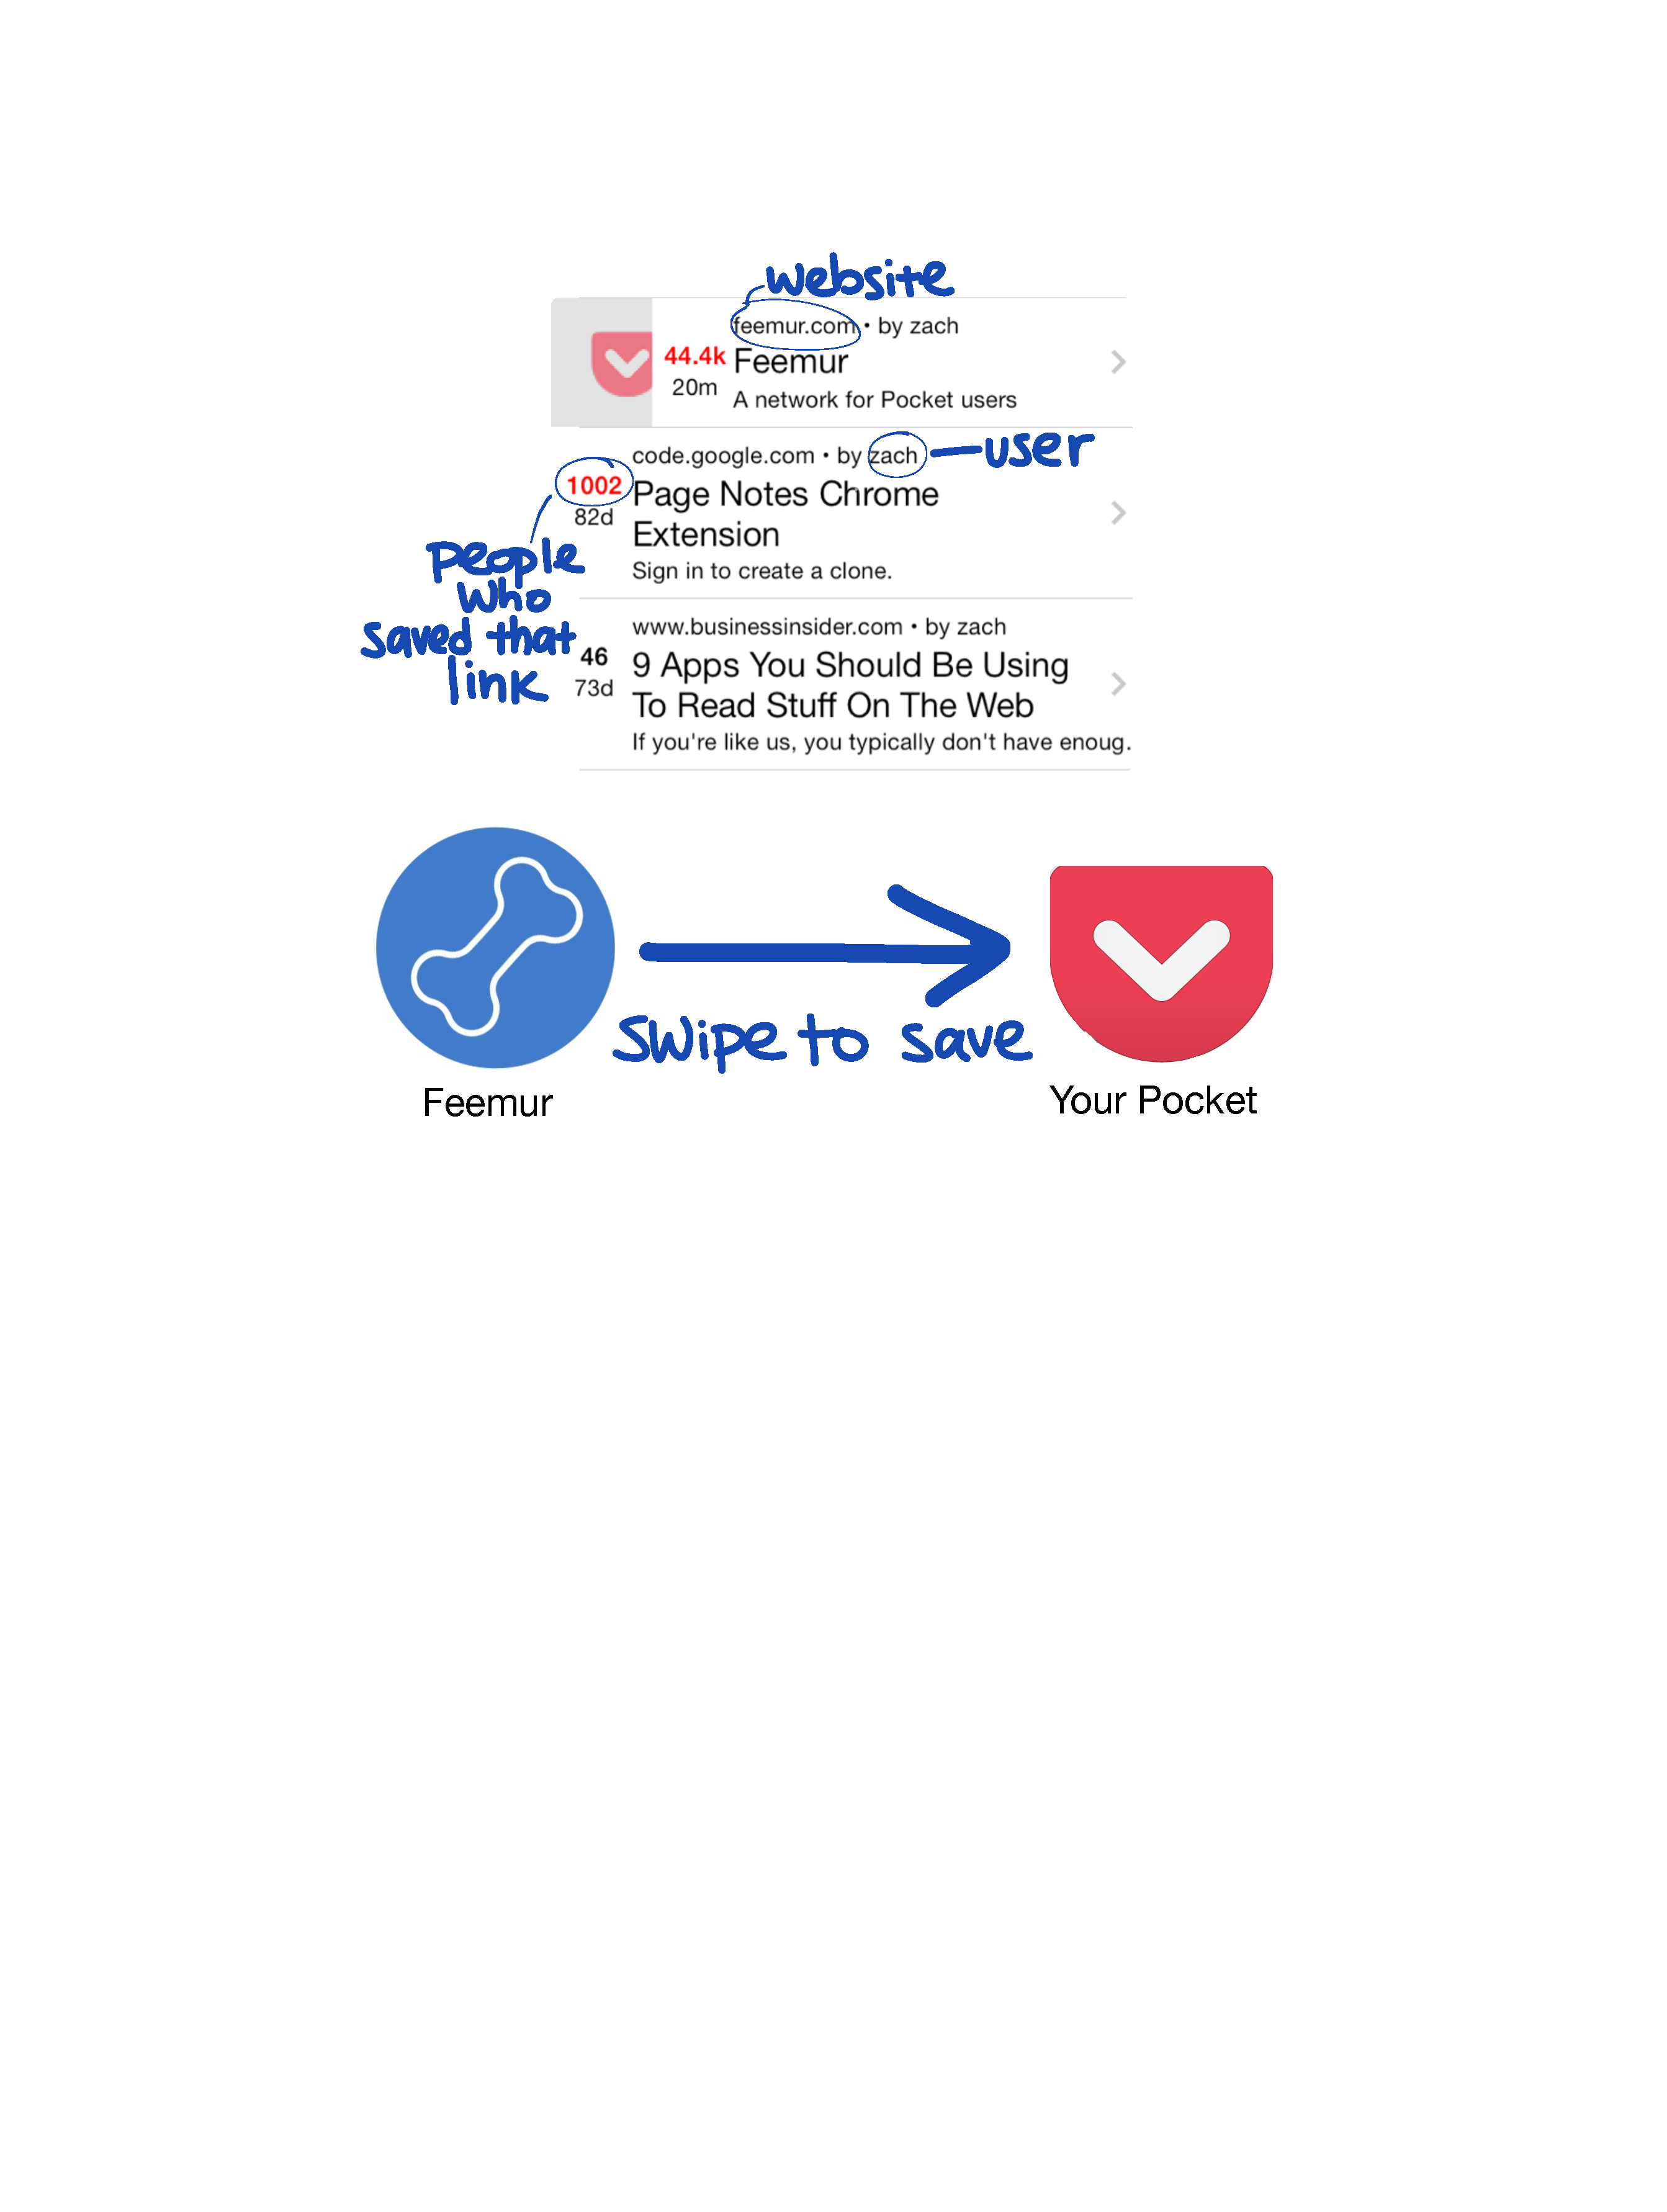 website
feemur.com • by zach
44.4k Feemur
20m
A network for Pocket users
code.google.com • by zach — user
1002 Page Notes Chrome
82d Extension
Sign in to create a clone.
people
who
saved that
link
www.businessinsider.com • by zach
46 9 Apps You Should Be Using
73d To Read Stuff On The Web
If you're like us, you typically don't have enoug.
swipe to save
Feemur
Your Pocket